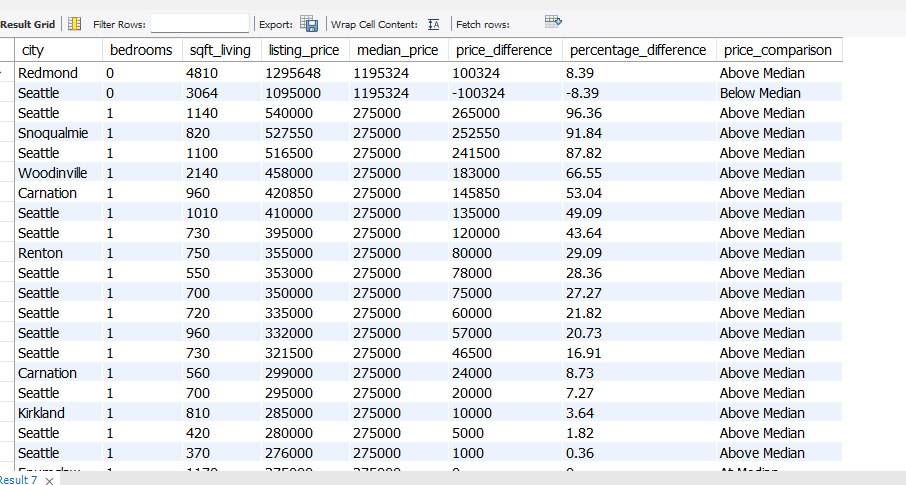 Result Grid Filter Rows: Export: Wrap Cell Content: Fetch rows:
city bedrooms sqft_living listing_price median_price price_difference percentage_difference price_comparison
Redmond 0 4810 1295648 1195324 100324 8.39 Above Median
Seattle 0 3064 1095000 1195324 -100324 -8.39 Below Median
Seattle 1 1140 540000 275000 265000 96.36 Above Median
Snoqualmie 1 820 527550 275000 252550 91.84 Above Median
Seattle 1 1100 516500 275000 241500 87.82 Above Median
Woodinville 1 2140 458000 275000 183000 66.55 Above Median
Carnation 1 960 420850 275000 145850 53.04 Above Median
Seattle 1 1010 410000 275000 135000 49.09 Above Median
Seattle 1 730 395000 275000 120000 43.64 Above Median
Renton 1 750 355000 275000 80000 29.09 Above Median
Seattle 1 550 353000 275000 78000 28.36 Above Median
Seattle 1 700 350000 275000 75000 27.27 Above Median
Seattle 1 720 335000 275000 60000 21.82 Above Median
Seattle 1 960 332000 275000 57000 20.73 Above Median
Seattle 1 730 321500 275000 46500 16.91 Above Median
Carnation 1 560 299000 275000 24000 8.73 Above Median
Seattle 1 700 295000 275000 20000 7.27 Above Median
Kirkland 1 810 285000 275000 10000 3.64 Above Median
Seattle 1 420 280000 275000 5000 1.82 Above Median
Seattle 1 370 276000 275000 1000 0.36 Above Median
Enumclaw 1 1170 275000 275000 0 0 At Median
Result 7